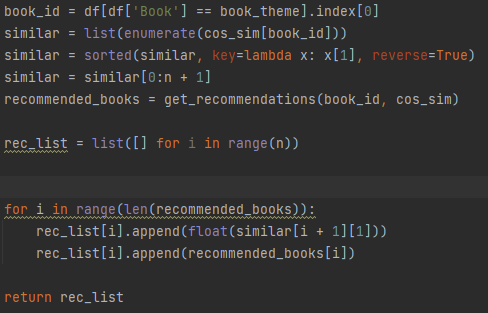 book_id = df[df['Book'] == book_theme].index[0]
similar = list(enumerate(cos_sim[book_id]))
similar = sorted(similar, key=lambda x: x[1], reverse=True)
similar = similar[0:n + 1]
recommended_books = get_recommendations(book_id, cos_sim)
rec_list = list([] for i in range(n))
for i in range(len(recommended_books)):
    rec_list[i].append(float(similar[i + 1][1]))
    rec_list[i].append(recommended_books[i])
return rec_list